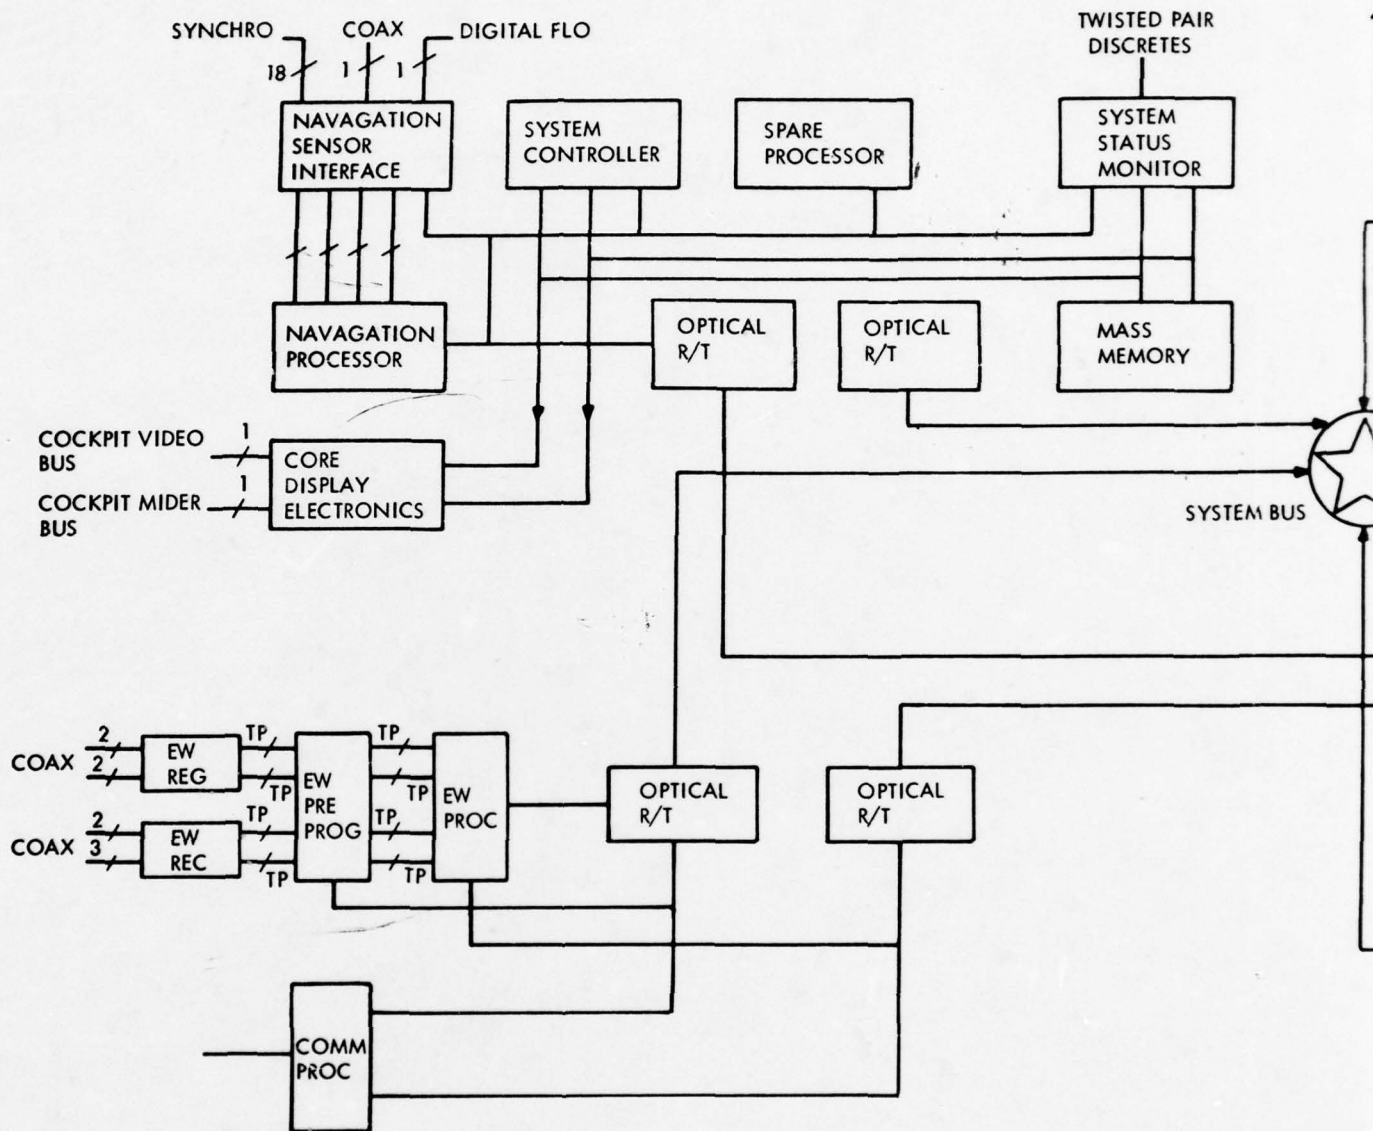 SYNCHRO
COAX
DIGITAL FLO
TWISTED PAIR
DISCRETES
18
1
1
NAVAGATION
SENSOR
INTERFACE
SYSTEM
CONTROLLER
SPARE
PROCESSOR
SYSTEM
STATUS
MONITOR
NAVAGATION
PROCESSOR
OPTICAL
R/T
OPTICAL
R/T
MASS
MEMORY
COCKPIT VIDEO
BUS
1
COCKPIT MIDER
BUS
1
CORE
DISPLAY
ELECTRONICS
SYSTEM BUS
COAX
2
2
EW
REG
TP
TP
COAX
2
3
EW
REC
TP
TP
EW
PRE
PROG
TP
TP
TP
TP
EW
PROC
OPTICAL
R/T
OPTICAL
R/T
COMM
PROC